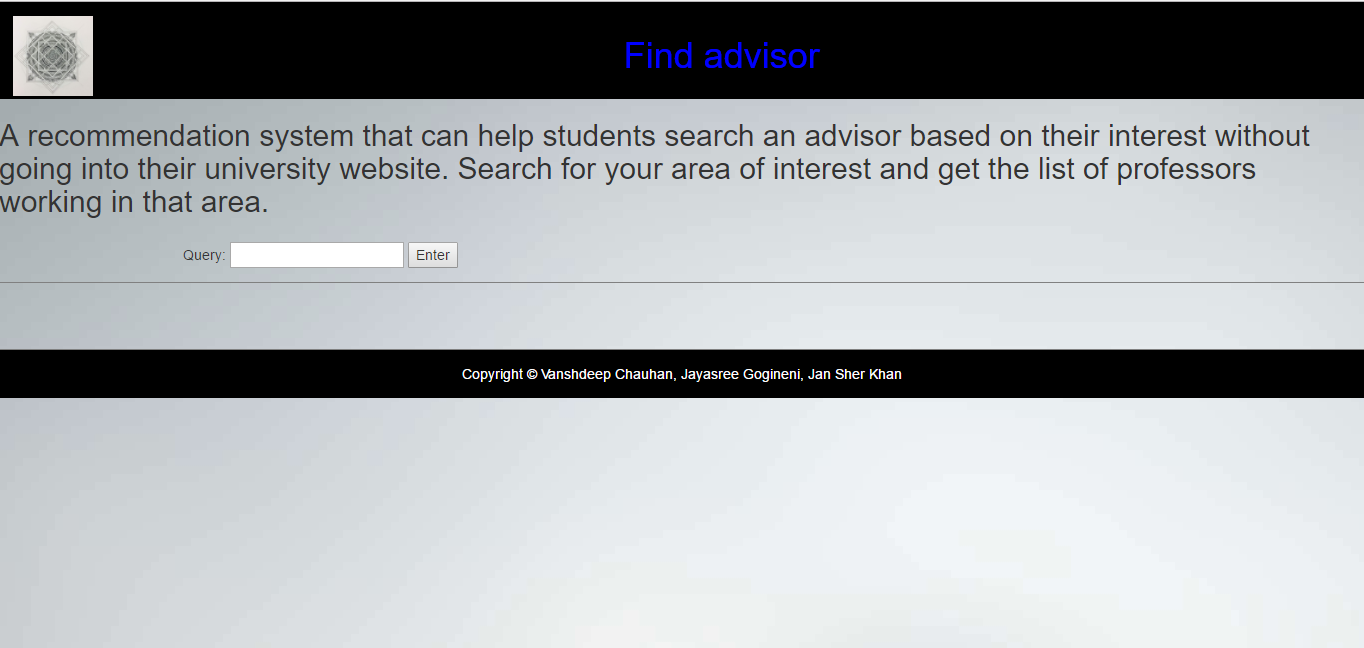 Find advisor
A recommendation system that can help students search an advisor based on their interest without
going into their university website. Search for your area of interest and get the list of professors
working in that area.
Query: Enter
Copyright © Vanshdeep Chauhan, Jayasree Gogineni, Jan Sher Khan